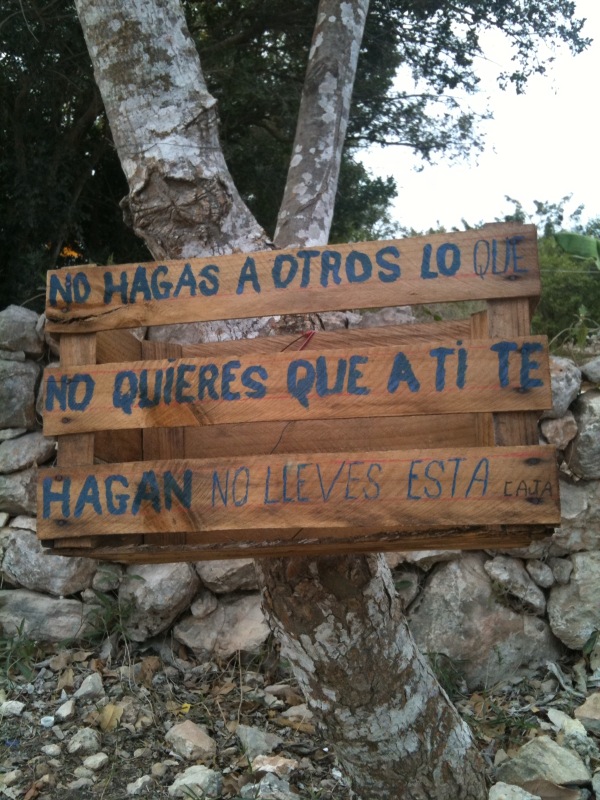 NO HAGAS A OTROS LO QUE
NO QUIERES QUE A TI TE
HAGAN NO LLEVES ESTA CAJA